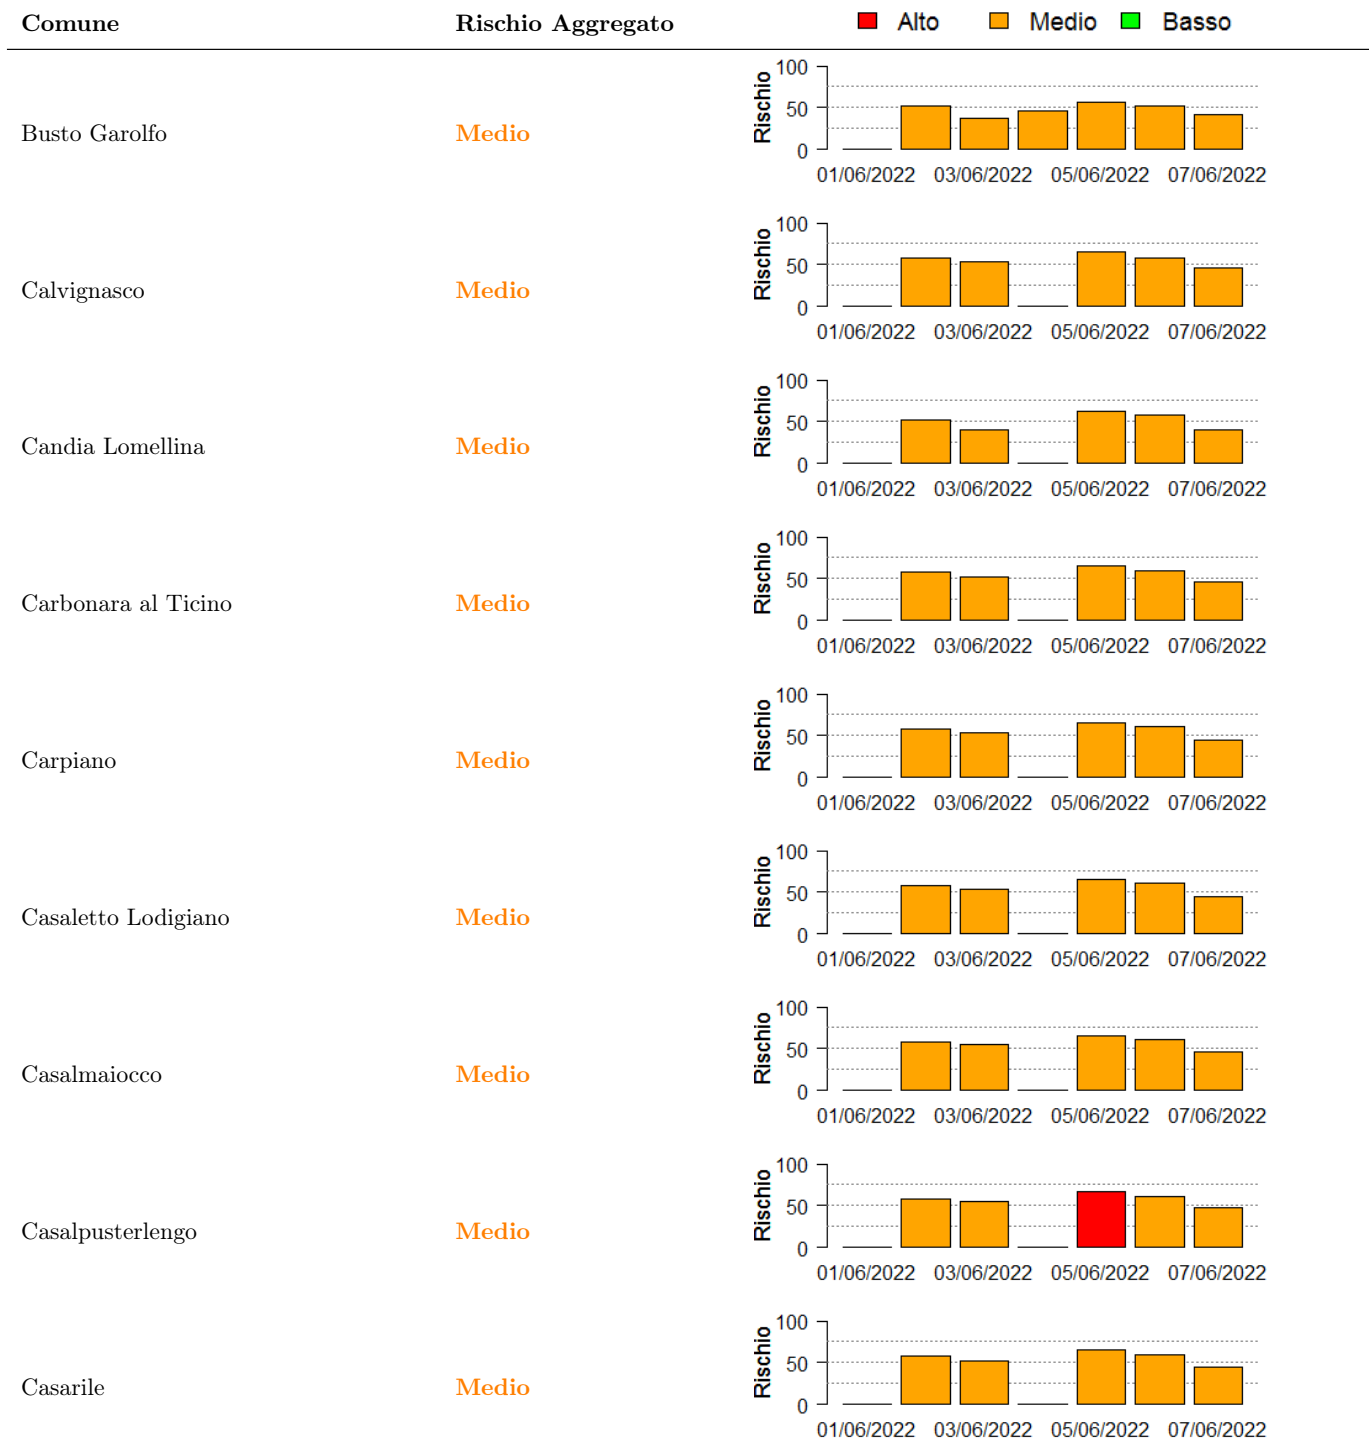 Comune Rischio Aggregato Alto Medio Basso
100
50
0
Rischio
Busto Garolfo Medio
01/06/2022 03/06/2022 05/06/2022 07/06/2022
100
50
0
Rischio
Calvignasco Medio
01/06/2022 03/06/2022 05/06/2022 07/06/2022
100
50
0
Rischio
Candia Lomellina Medio
01/06/2022 03/06/2022 05/06/2022 07/06/2022
100
50
0
Rischio
Carbonara al Ticino Medio
01/06/2022 03/06/2022 05/06/2022 07/06/2022
100
50
0
Rischio
Carpiano Medio
01/06/2022 03/06/2022 05/06/2022 07/06/2022
100
50
0
Rischio
Casaletto Lodigiano Medio
01/06/2022 03/06/2022 05/06/2022 07/06/2022
100
50
0
Rischio
Casalmaiocco Medio
01/06/2022 03/06/2022 05/06/2022 07/06/2022
100
50
0
Rischio
Casalpusterlengo Medio
01/06/2022 03/06/2022 05/06/2022 07/06/2022
100
50
0
Rischio
Casarile Medio
01/06/2022 03/06/2022 05/06/2022 07/06/2022